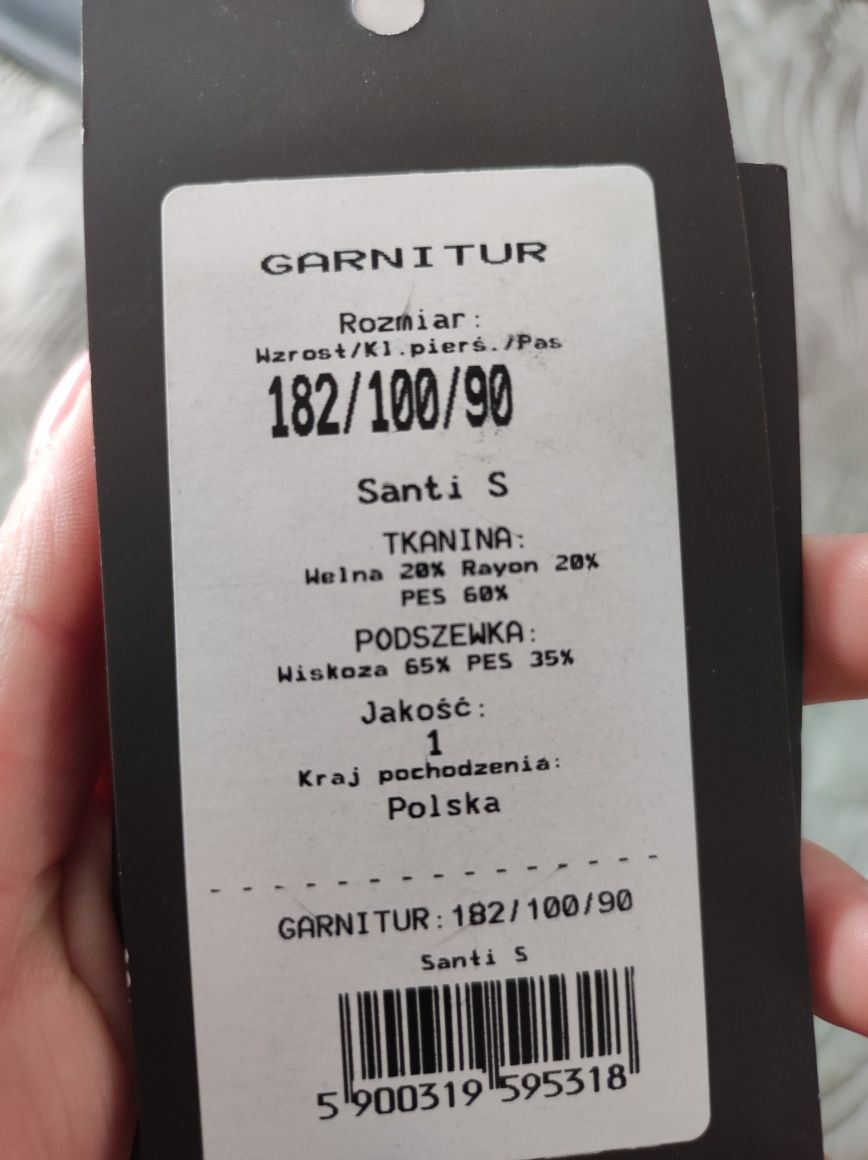 GARNITUR
Rozmiar:
Wzrost/Kl.pierś./Pas
182/100/90
Santi S
TKANINA:
Wełna 20% Rayon 20%
PES 60%
PODSZEWKA:
Wiskoza 65% PES 35%
Jakość:
1
Kraj pochodzenia:
Polska
GARNITUR:182/100/90
Santi S
5 900319 595318